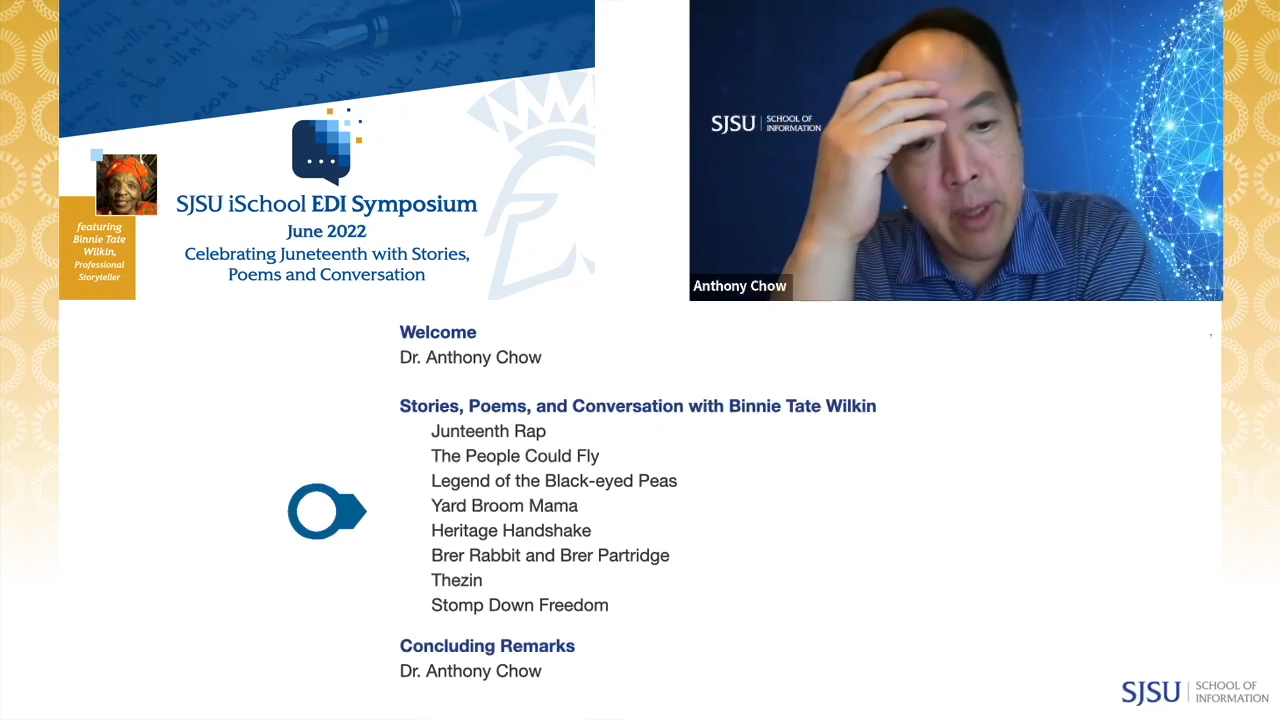 SJSU iSchool EDI Symposium
June 2022
Celebrating Juneteenth with Stories,
Poems and Conversation
featuring
Binnie Tate
Wilkin,
Professional
Storyteller
SJSU | SCHOOL OF
INFORMATION
Anthony Chow
Welcome
Dr. Anthony Chow
Stories, Poems, and Conversation with Binnie Tate Wilkin
Junteenth Rap
The People Could Fly
Legend of the Black-eyed Peas
Yard Broom Mama
Heritage Handshake
Brer Rabbit and Brer Partridge
Thezin
Stomp Down Freedom
Concluding Remarks
Dr. Anthony Chow
SJSU | SCHOOL OF
INFORMATION